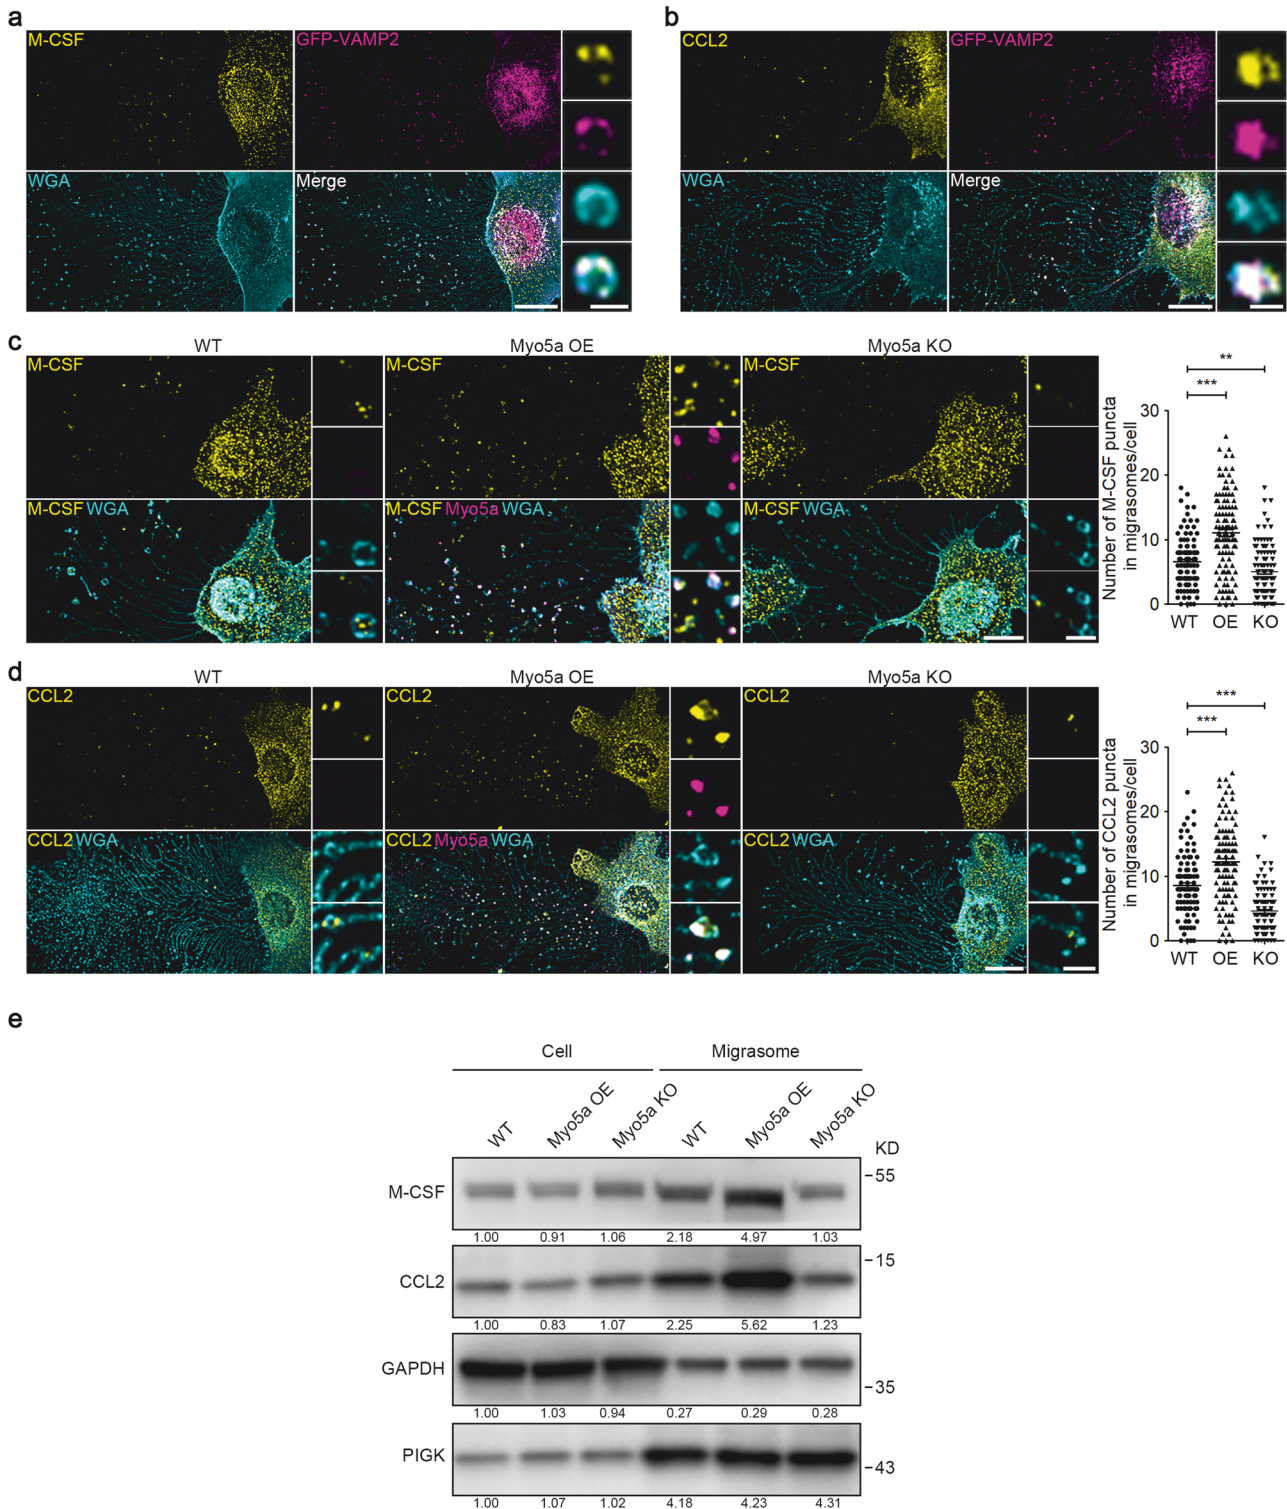 a
M-CSF
GFP-VAMP2
WGA
Merge
b
CCL2
GFP-VAMP2
WGA
Merge
c
WT
Myo5a OE
Myo5a KO
M-CSF
M-CSF
M-CSF
M-CSF WGA
M-CSF Myo5a WGA
M-CSF WGA
Number of M-CSF puncta
in migrasomes/cell
**
***
30
20
10
0
WT OE KO
d
WT
Myo5a OE
Myo5a KO
CCL2
CCL2
CCL2
CCL2 WGA
CCL2 Myo5a WGA
CCL2 WGA
Number of CCL2 puncta
in migrasomes/cell
***
***
30
20
10
0
WT OE KO
e
Cell Migrasome
WT Myo5a OE Myo5a KO WT Myo5a OE Myo5a KO
KD
M-CSF
-55
1.00 0.91 1.06 2.18 4.97 1.03
-15
CCL2
1.00 0.83 1.07 2.25 5.62 1.23
GAPDH
-35
1.00 1.03 0.94 0.27 0.29 0.28
PIGK
-43
1.00 1.07 1.02 4.18 4.23 4.31